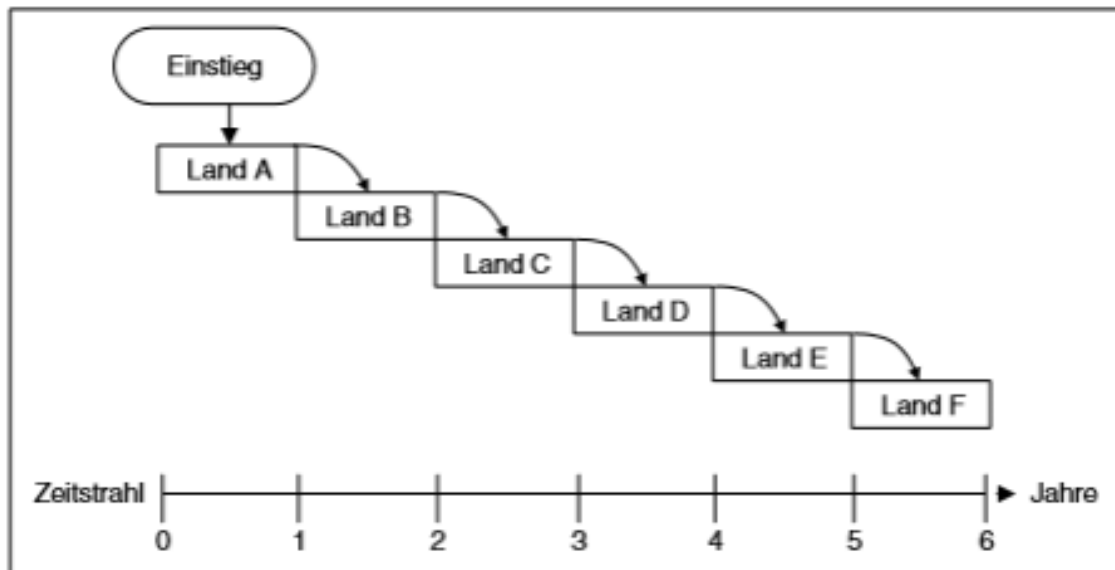 Einstieg
Land A
Land B
Land C
Land D
Land E
Land F
Zeitstrahl
Jahre
0 1 2 3 4 5 6